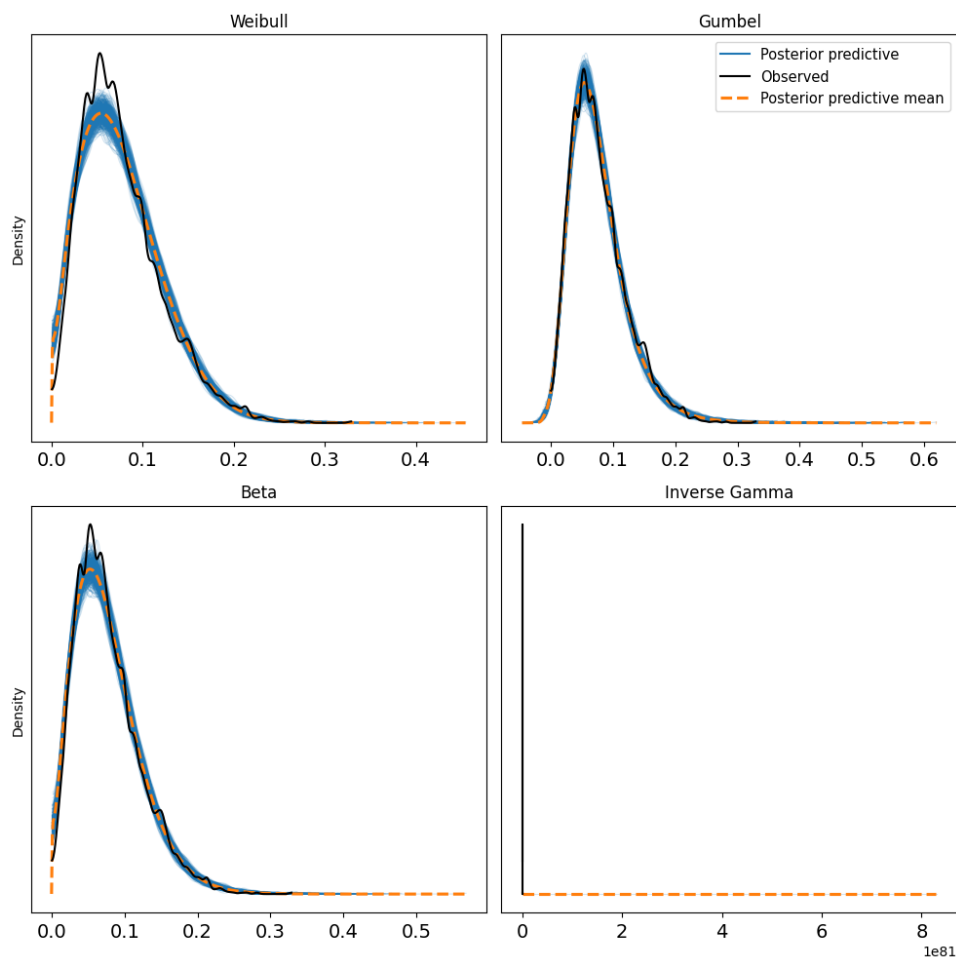 Weibull
Gumbel
Posterior predictive
Observed
Posterior predictive mean
Density
0.0 0.1 0.2 0.3 0.4
0.0 0.1 0.2 0.3 0.4 0.5 0.6
Beta
Inverse Gamma
Density
0.0 0.1 0.2 0.3 0.4 0.5
0 2 4 6 8
1e81